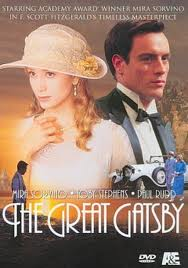 STARRING ACADEMY AWARD® WINNER MIRA SORVINO
IN F. SCOTT FITZGERALD'S TIMELESS MASTERPIECE
MIRA SORVINO TOBY STEPHENS PAUL RUDD
THE GREAT GATSBY
DVD
VIDEO
A&E